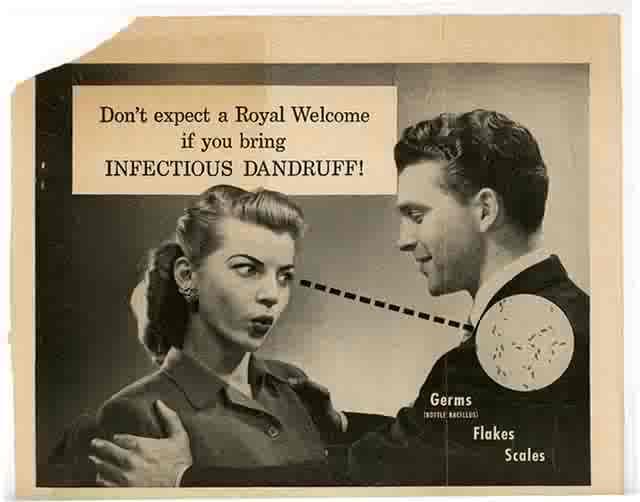 Don't expect a Royal Welcome
if you bring
INFECTIOUS DANDRUFF!
Germs
(BOTTLE BACILLUS)
Flakes
Scales